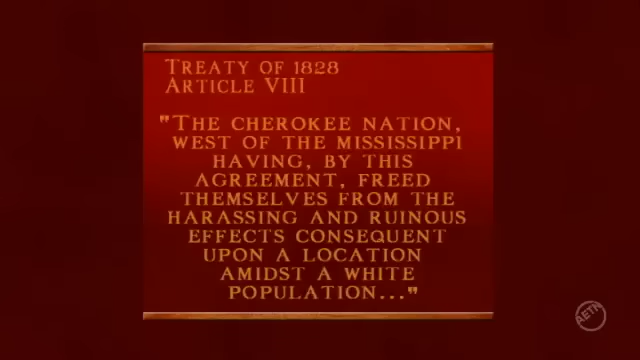 TREATY OF 1828
ARTICLE VIII
"THE CHEROKEE NATION,
WEST OF THE MISSISSIPPI
HAVING, BY THIS
AGREEMENT, FREED
THEMSELVES FROM THE
HARASSING AND RUINOUS
EFFECTS CONSEQUENT
UPON A LOCATION
AMIDST A WHITE
POPULATION..."
AETN